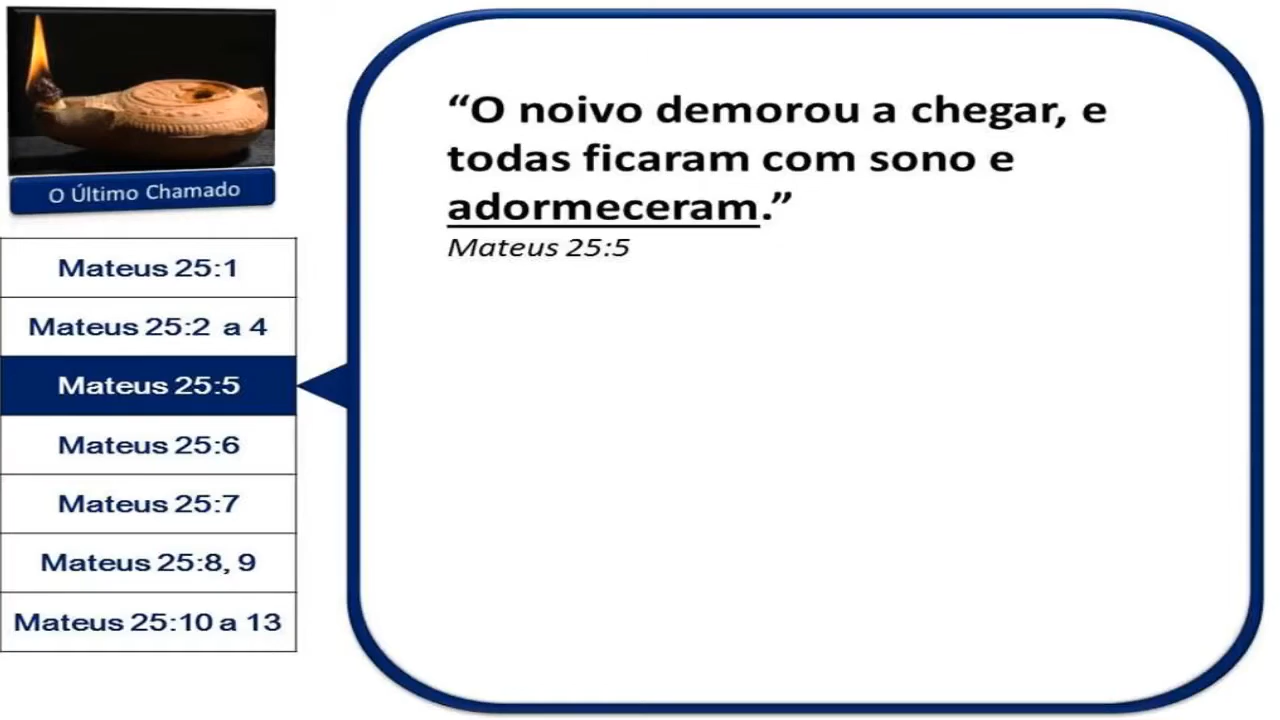 O Último Chamado
Mateus 25:1
Mateus 25:2 a 4
Mateus 25:5
Mateus 25:6
Mateus 25:7
Mateus 25:8, 9
Mateus 25:10 a 13
“O noivo demorou a chegar, e
todas ficaram com sono e
adormeceram.”
Mateus 25:5